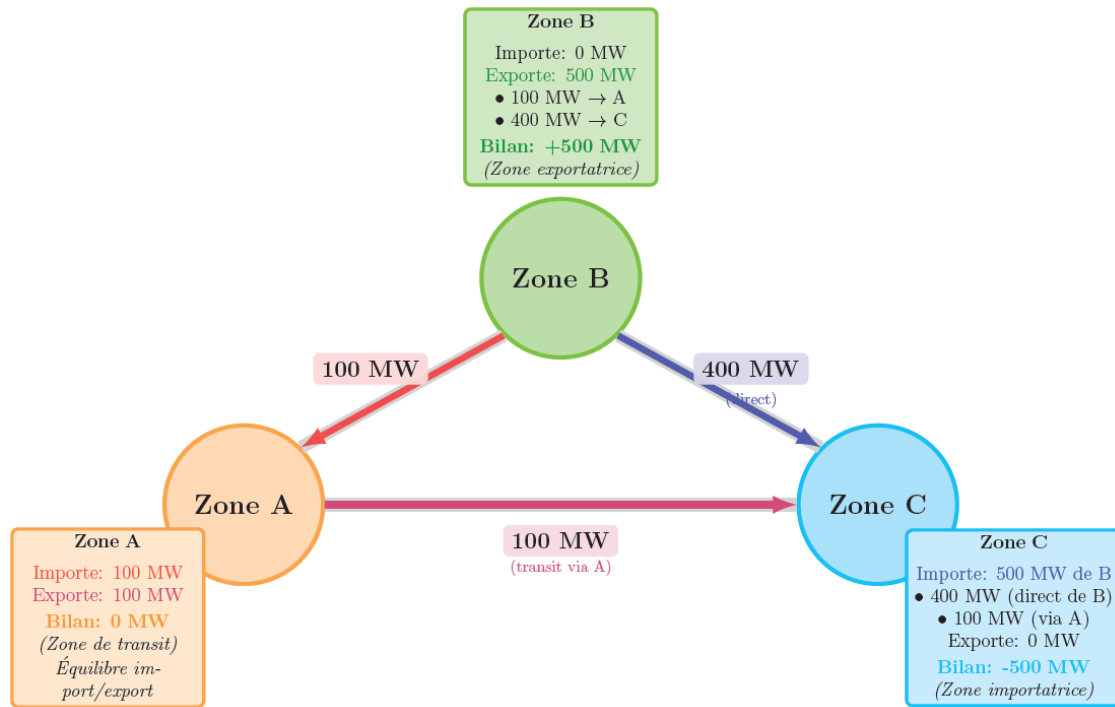 Zone B
Importe: 0 MW
Exporte: 500 MW
• 100 MW → A
• 400 MW → C
Bilan: +500 MW
(Zone exportatrice)
Zone B
100 MW
400 MW
(direct)
Zone A
Zone C
100 MW
(transit via A)
Zone A
Importe: 100 MW
Exporte: 100 MW
Bilan: 0 MW
(Zone de transit)
Équilibre im-
port/export
Zone C
Importe: 500 MW de B
• 400 MW (direct de B)
• 100 MW (via A)
Exporte: 0 MW
Bilan: -500 MW
(Zone importatrice)